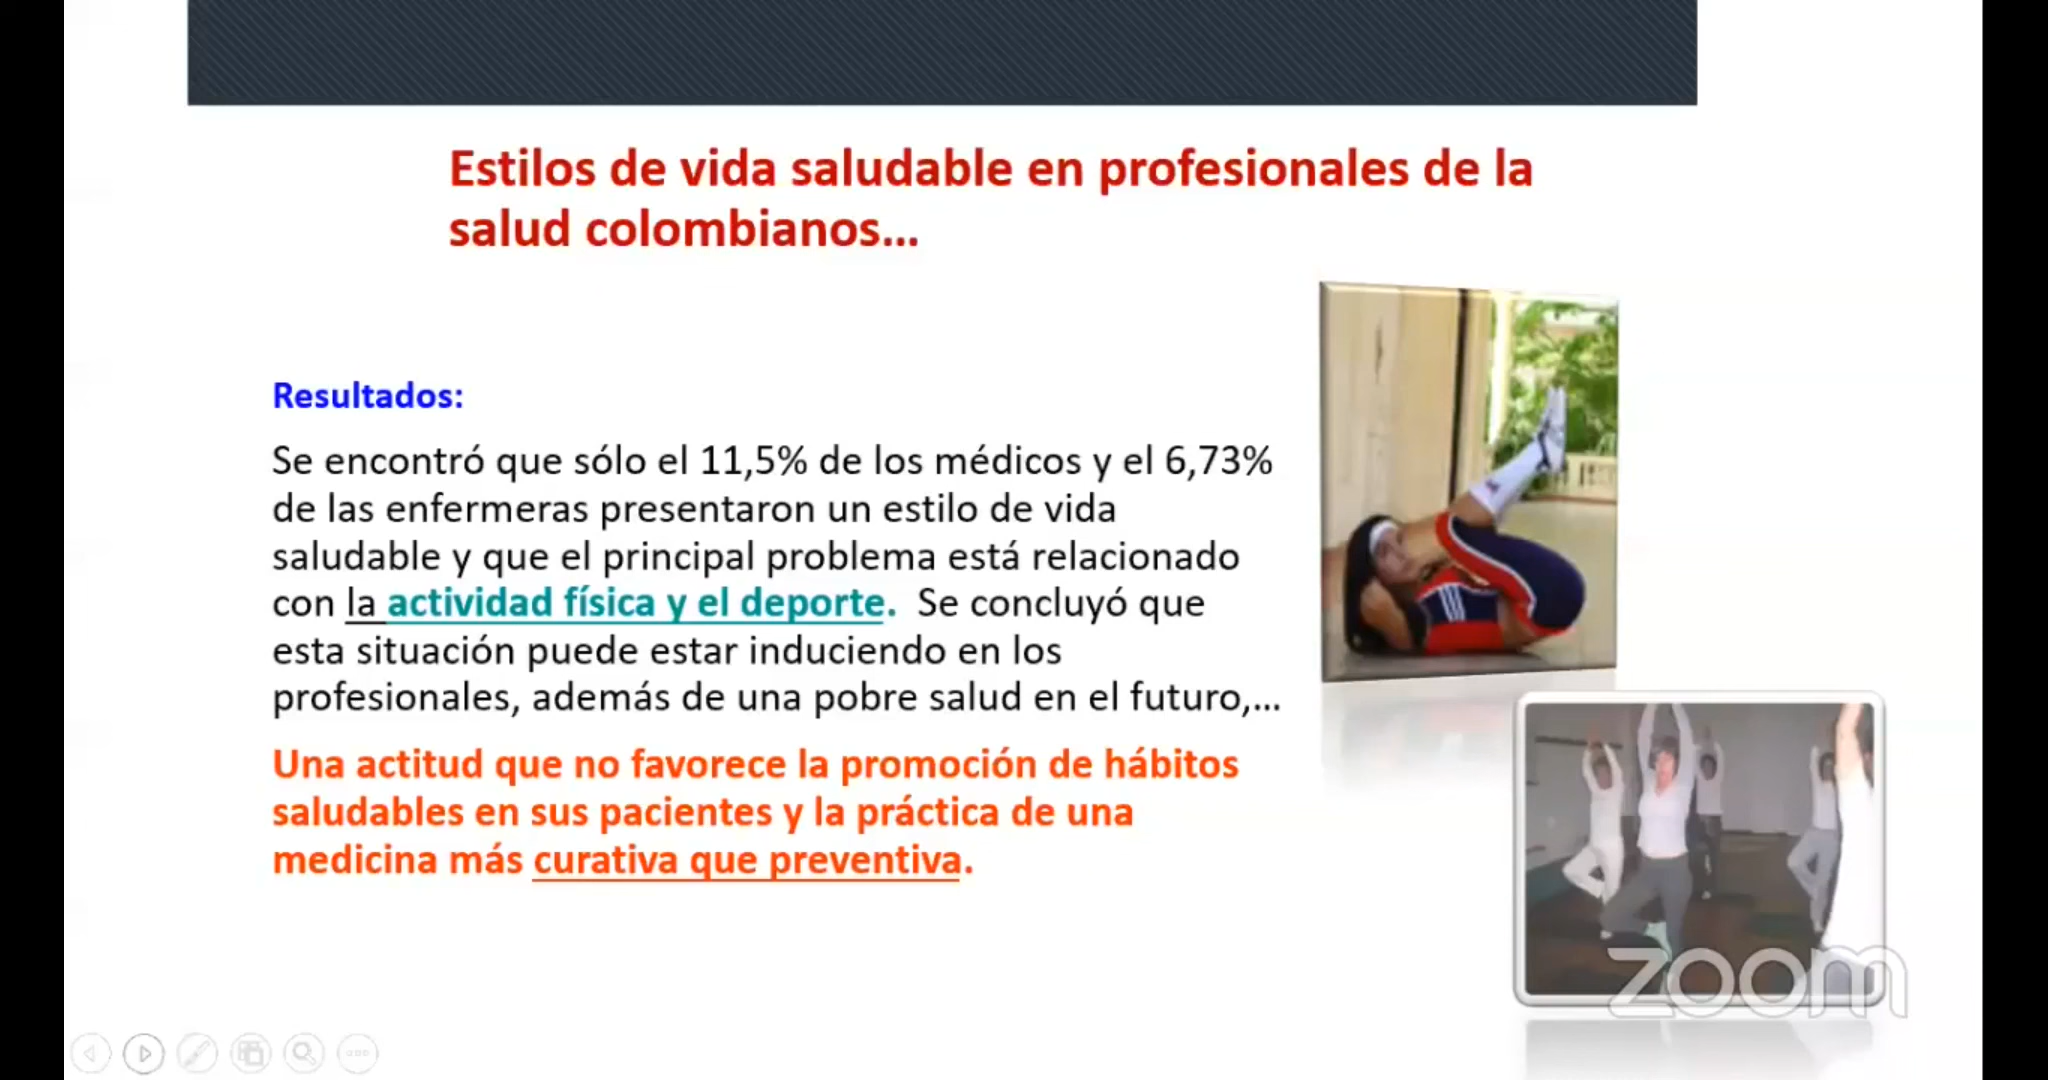 Estilos de vida saludable en profesionales de la
salud colombianos...
Resultados:
Se encontró que sólo el 11,5% de los médicos y el 6,73%
de las enfermeras presentaron un estilo de vida
saludable y que el principal problema está relacionado
con la actividad física y el deporte. Se concluyó que
esta situación puede estar induciendo en los
profesionales, además de una pobre salud en el futuro,...
Una actitud que no favorece la promoción de hábitos
saludables en sus pacientes y la práctica de una
medicina más curativa que preventiva.
zoom